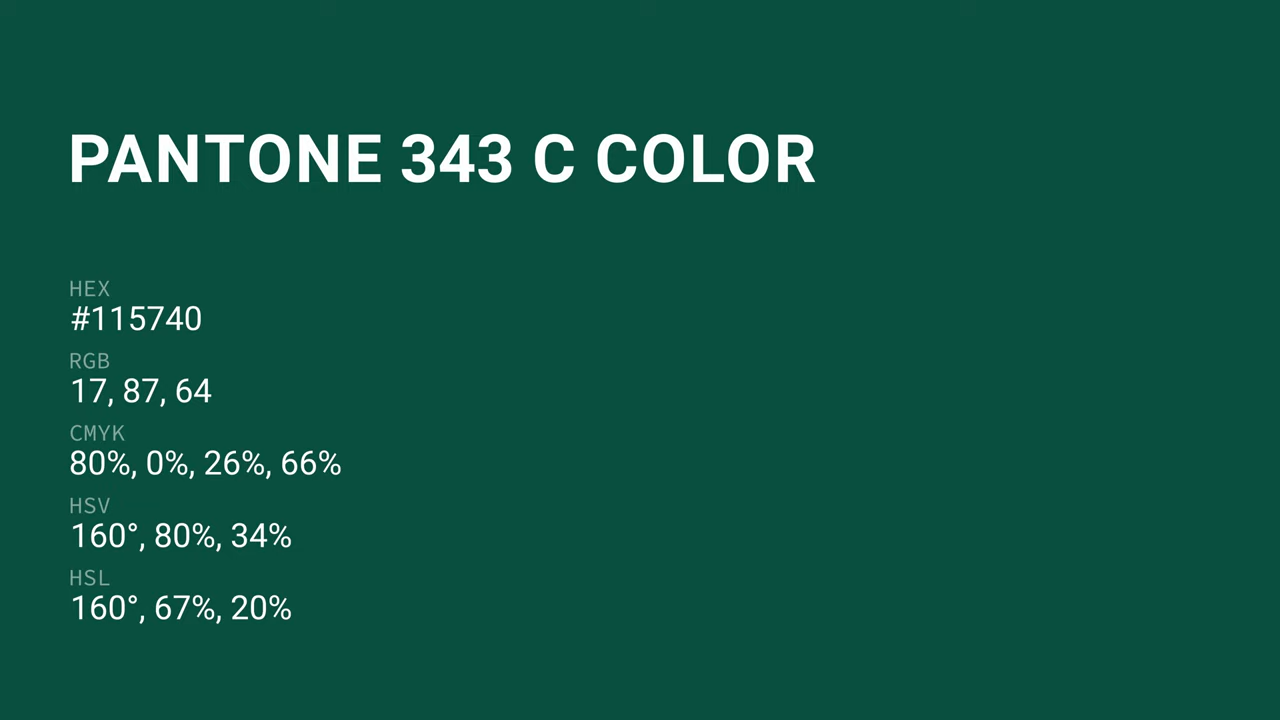 PANTONE 343 C COLOR
HEX
#115740
RGB
17, 87, 64
CMYK
80%, 0%, 26%, 66%
HSV
160°, 80%, 34%
HSL
160°, 67%, 20%